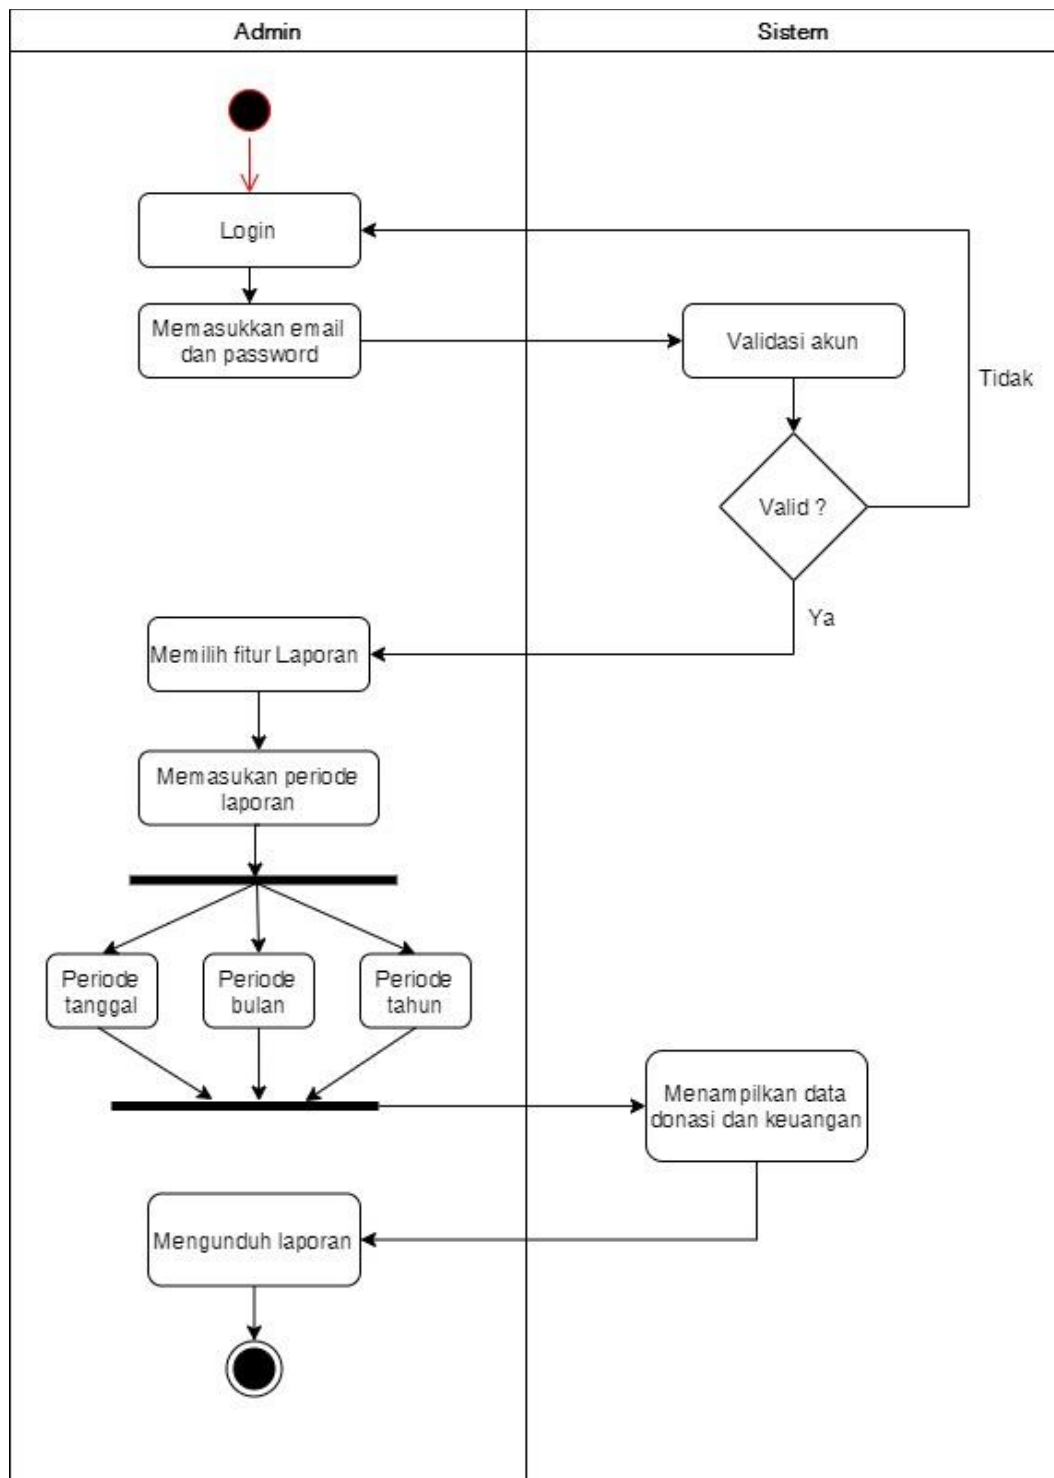 Admin
Sistem
Login
Memasukkan email
dan password
Validasi akun
Tidak
Valid ?
Ya
Memilih fitur Laporan
Memasukan periode
laporan
Periode
tanggal
Periode
bulan
Periode
tahun
Menampilkan data
donasi dan keuangan
Mengunduh laporan